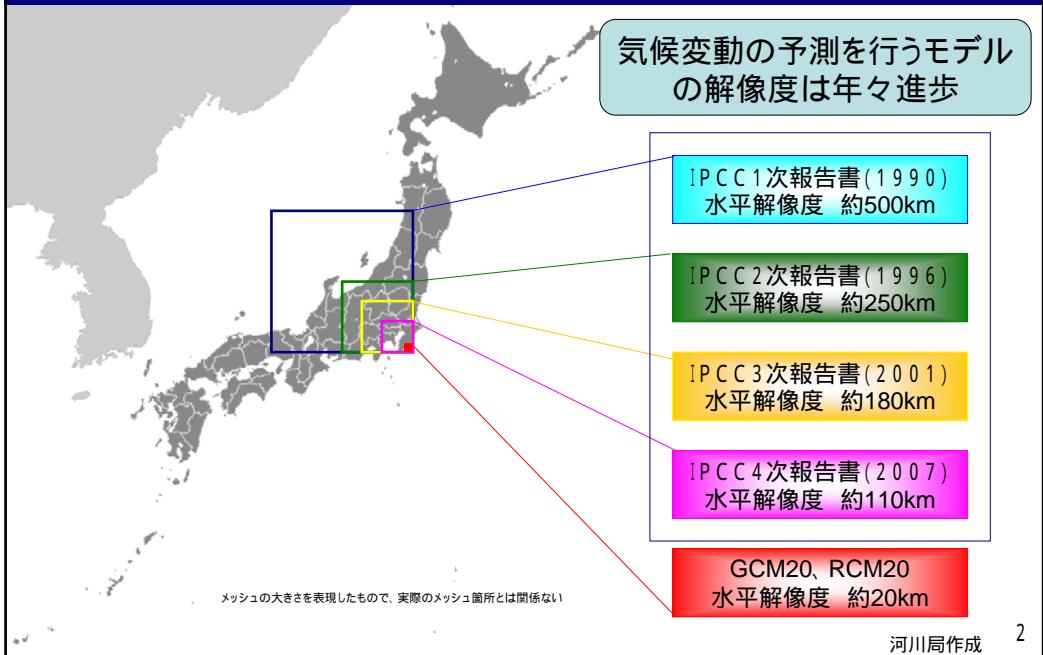 気候変動の予測を行うモデル
の解像度は年々進歩
IPCC1次報告書(1990)
水平解像度 約500km
IPCC2次報告書(1996)
水平解像度 約250km
IPCC3次報告書(2001)
水平解像度 約180km
IPCC4次報告書(2007)
水平解像度 約110km
GCM20、RCM20
水平解像度 約20km
メッシュの大きさを表現したもので、実際のメッシュ箇所とは関係ない
河川局作成
2